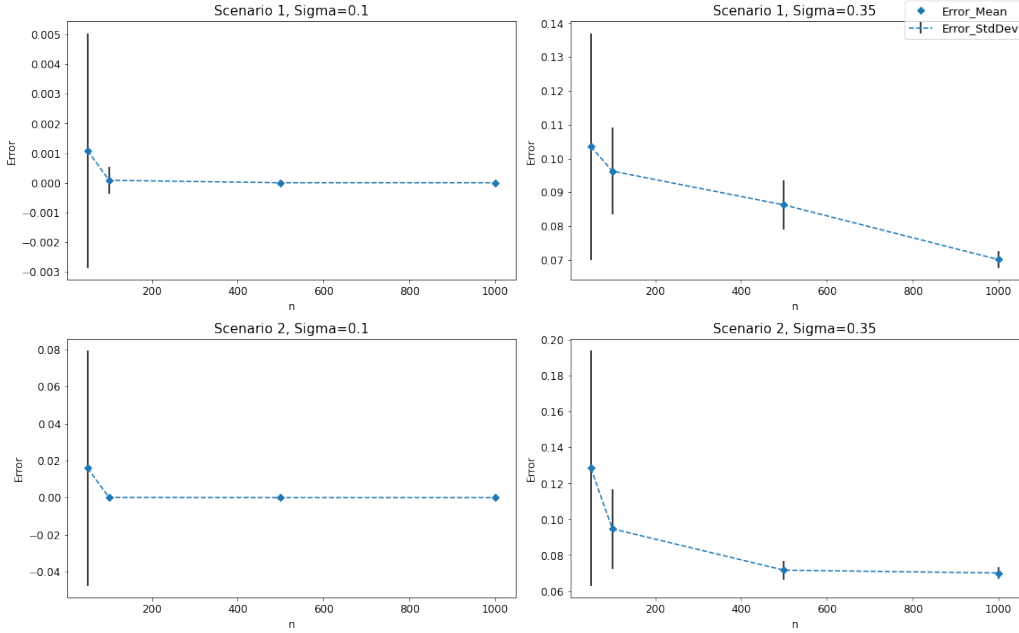 Scenario 1, Sigma=0.1
0.005
0.004
0.003
0.002
0.001
0.000
−0.001
−0.002
−0.003
Error
200 400 600 800 1000
n
Scenario 1, Sigma=0.35
Error_Mean
Error_StdDev
0.14
0.13
0.12
0.11
0.10
0.09
0.08
0.07
Error
200 400 600 800 1000
n
Scenario 2, Sigma=0.1
0.08
0.06
0.04
0.02
0.00
−0.02
−0.04
Error
200 400 600 800 1000
n
Scenario 2, Sigma=0.35
0.20
0.18
0.16
0.14
0.12
0.10
0.08
0.06
Error
200 400 600 800 1000
n